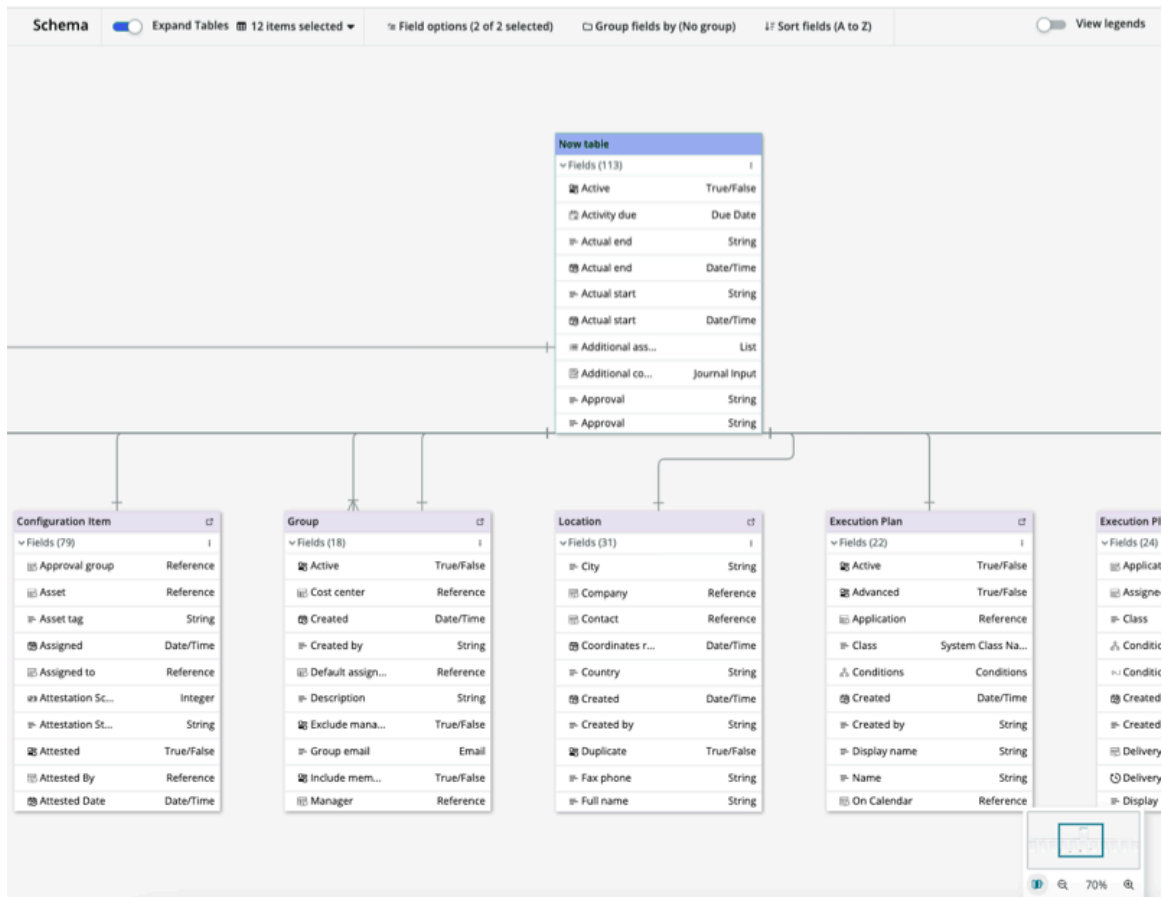 Schema
Expand Tables
12 items selected
Field options (2 of 2 selected)
Group fields by (No group)
Sort fields (A to Z)
View legends
Now table
Fields (113)
Active True/False
Activity due Due Date
Actual end String
Actual end Date/Time
Actual start String
Actual start Date/Time
Additional ass... List
Additional co... Journal Input
Approval String
Approval String
Configuration Item
Fields (79)
Approval group Reference
Asset Reference
Asset tag String
Assigned Date/Time
Assigned to Reference
Attestation Sc... Integer
Attestation St... String
Attested True/False
Attested By Reference
Attested Date Date/Time
Group
Fields (18)
Active True/False
Cost center Reference
Created Date/Time
Created by String
Default assign... Reference
Description String
Exclude mana... True/False
Group email Email
Include mem... True/False
Manager Reference
Location
Fields (31)
City String
Company Reference
Contact Reference
Coordinates r... Date/Time
Country String
Created Date/Time
Created by String
Duplicate True/False
Fax phone String
Full name String
Execution Plan
Fields (22)
Active True/False
Advanced True/False
Application Reference
Class System Class Na...
Conditions Conditions
Created Date/Time
Created by String
Display name String
Name String
On Calendar Reference
Execution Pl
Fields (24)
Applicat
Assigne
Class
Conditic
Conditic
Created
Created
Delivery
Delivery
Display
70%